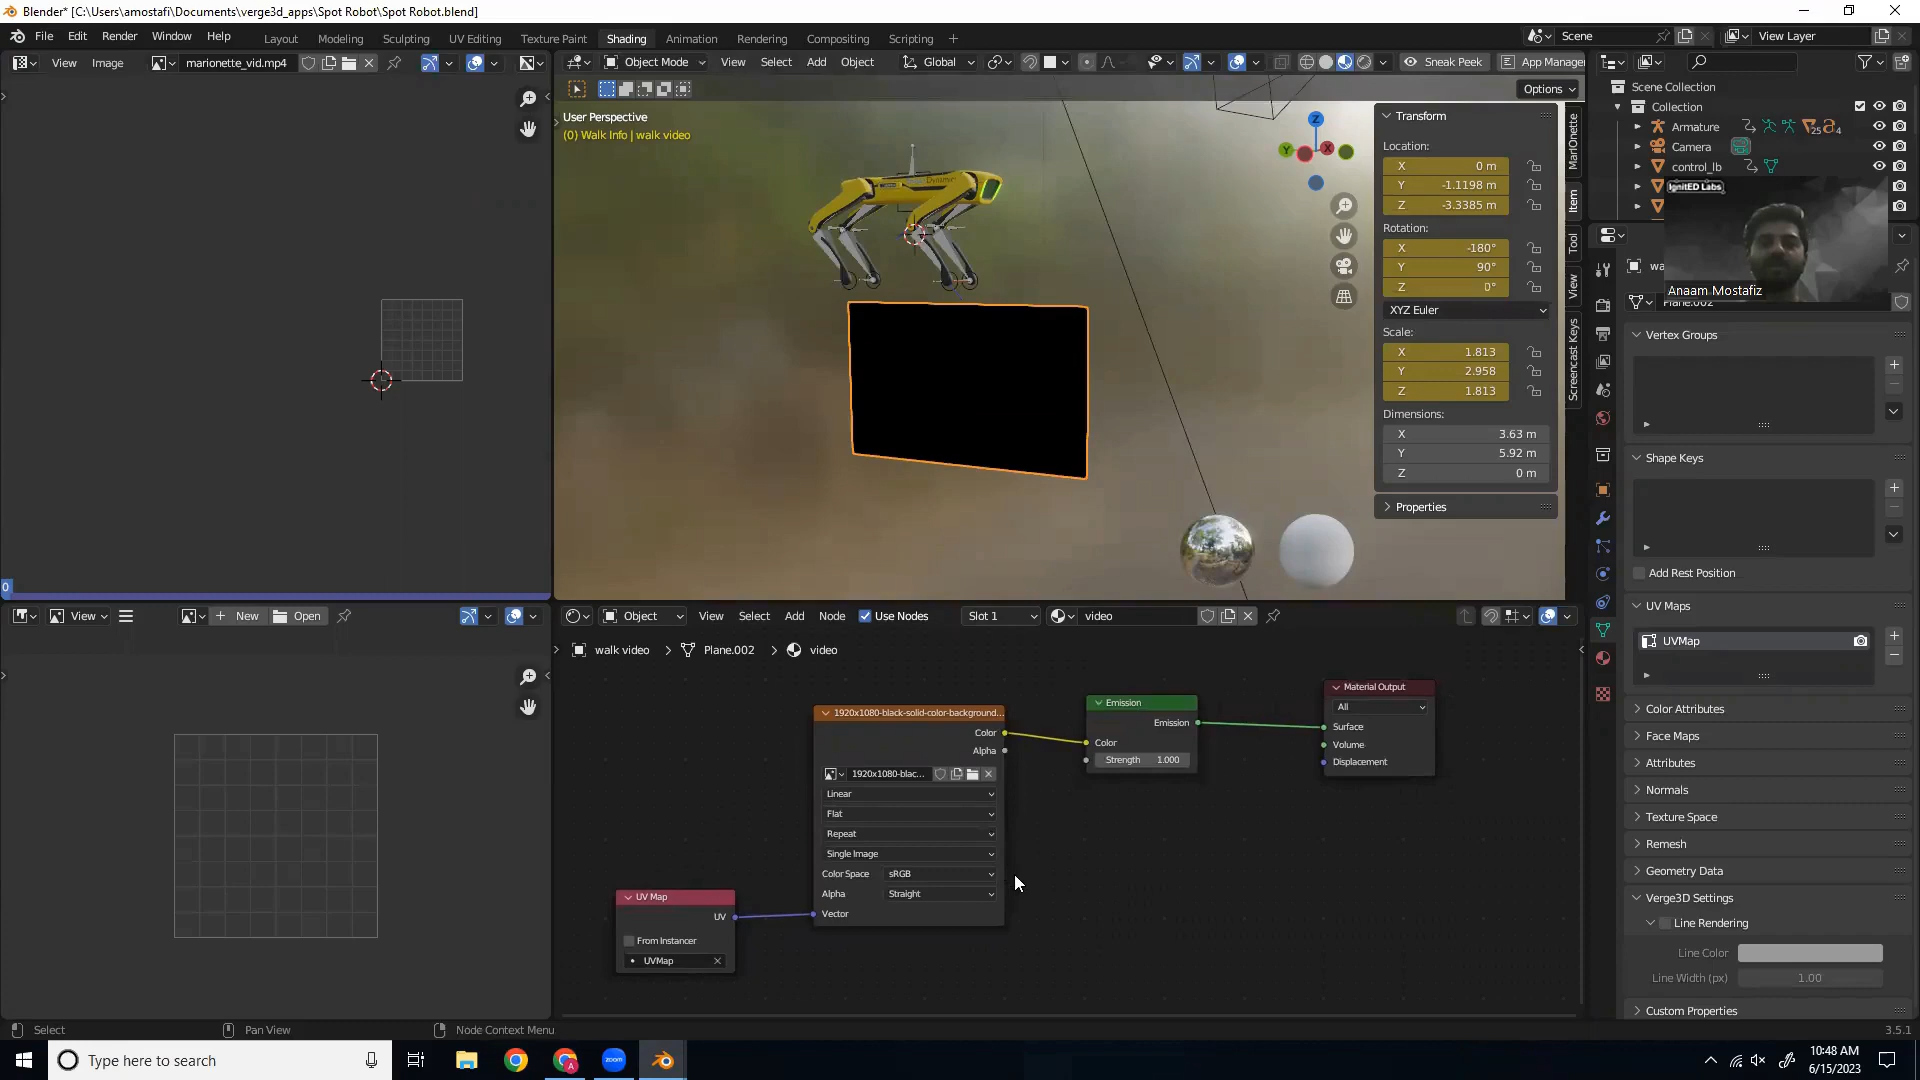 Blender* [C:\Users\amostafi\Documents\verge3d_apps\Spot Robot\Spot Robot.blend]
File Edit Render Window Help
Layout Modeling Sculpting UV Editing Texture Paint Shading Animation Rendering Compositing Scripting
Scene
View Layer
View Image
marionette_vid.mp4
Object Mode View Select Add Object
Global
Sneak Peek
App Manager
Options
User Perspective
(0) Walk Info | walk video
Z
Y
X
Transform
Location:
X 0 m
Y -1.1198 m
Z -3.3385 m
Rotation:
X -180°
Y 90°
Z 0°
XYZ Euler
Scale:
X 1.813
Y 2.958
Z 1.813
Dimensions:
X 3.63 m
Y 5.92 m
Z 0 m
Properties
MarIOnette
Item
Tool
View
Screencast Keys
Scene Collection
Collection
Armature
25
4
Camera
control_lb
IgnitED Labs
Anaam Mostafiz
wa
Plane.002
Vertex Groups
Shape Keys
Add Rest Position
UV Maps
UVMap
Color Attributes
Face Maps
Attributes
Normals
Texture Space
Remesh
Geometry Data
Verge3D Settings
Line Rendering
Line Color
Line Width (px) 1.00
Custom Properties
0
View
New
Open
Object View Select Add Node Use Nodes
Slot 1
video
walk video > Plane.002 > video
1920x1080-black-solid-color-background...
Color
Alpha
1920x1080-blac...
Linear
Flat
Repeat
Single Image
Color Space sRGB
Alpha Straight
Vector
UV Map
UV
From Instancer
UVMap
Emission
Emission
Color
Strength 1.000
Material Output
All
Surface
Volume
Displacement
Select
Pan View
Node Context Menu
3.5.1
Type here to search
zoom
10:48 AM
6/15/2023